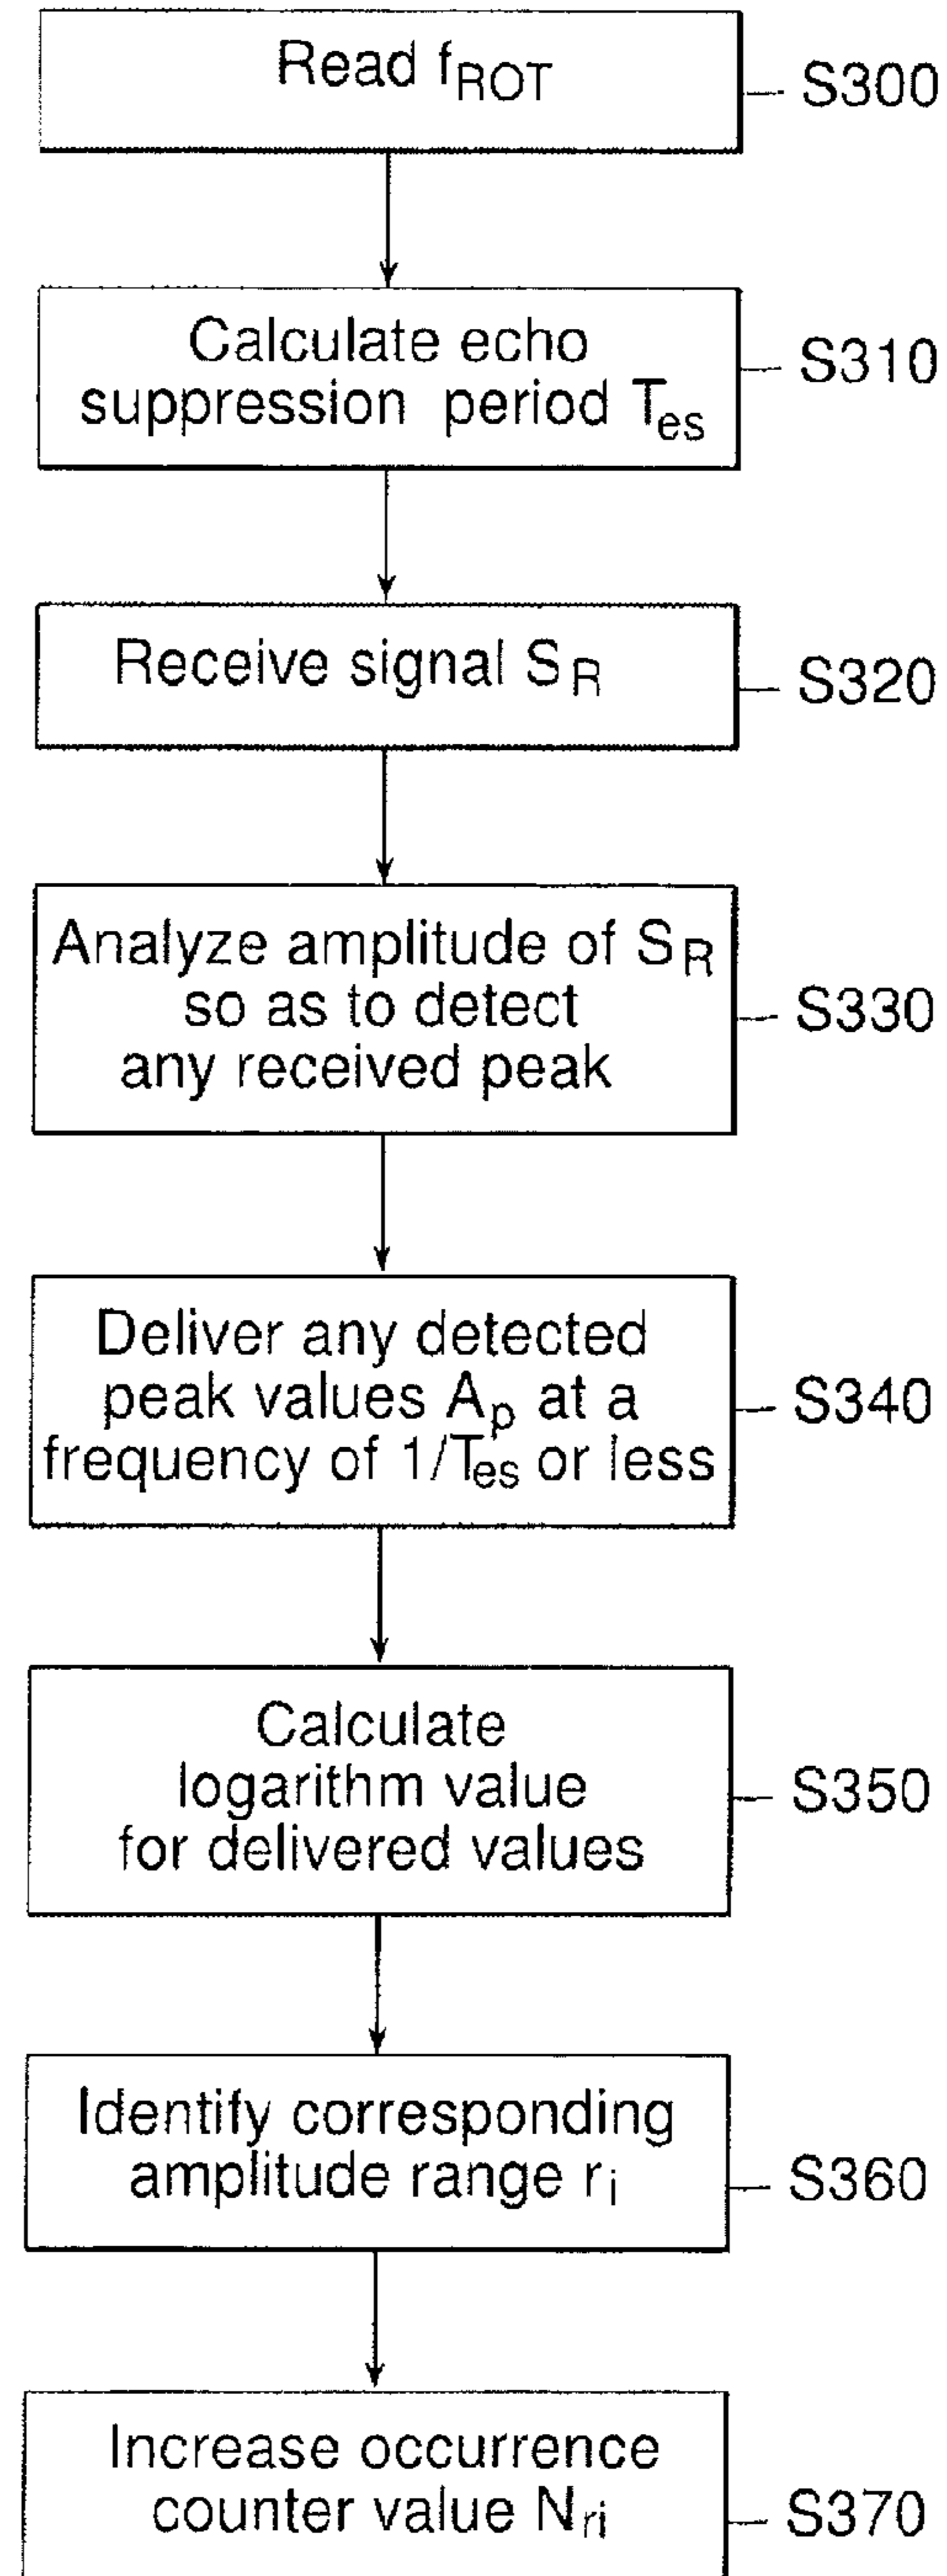 Read fROT
S300
Calculate echo
suppression period Tes
S310
Receive signal SR
S320
Analyze amplitude of SR
so as to detect
any received peak
S330
Deliver any detected
peak values Ap at a
frequency of 1/Tes or less
S340
Calculate
logarithm value
for delivered values
S350
Identify corresponding
amplitude range ri
S360
Increase occurrence
counter value Nri
S370